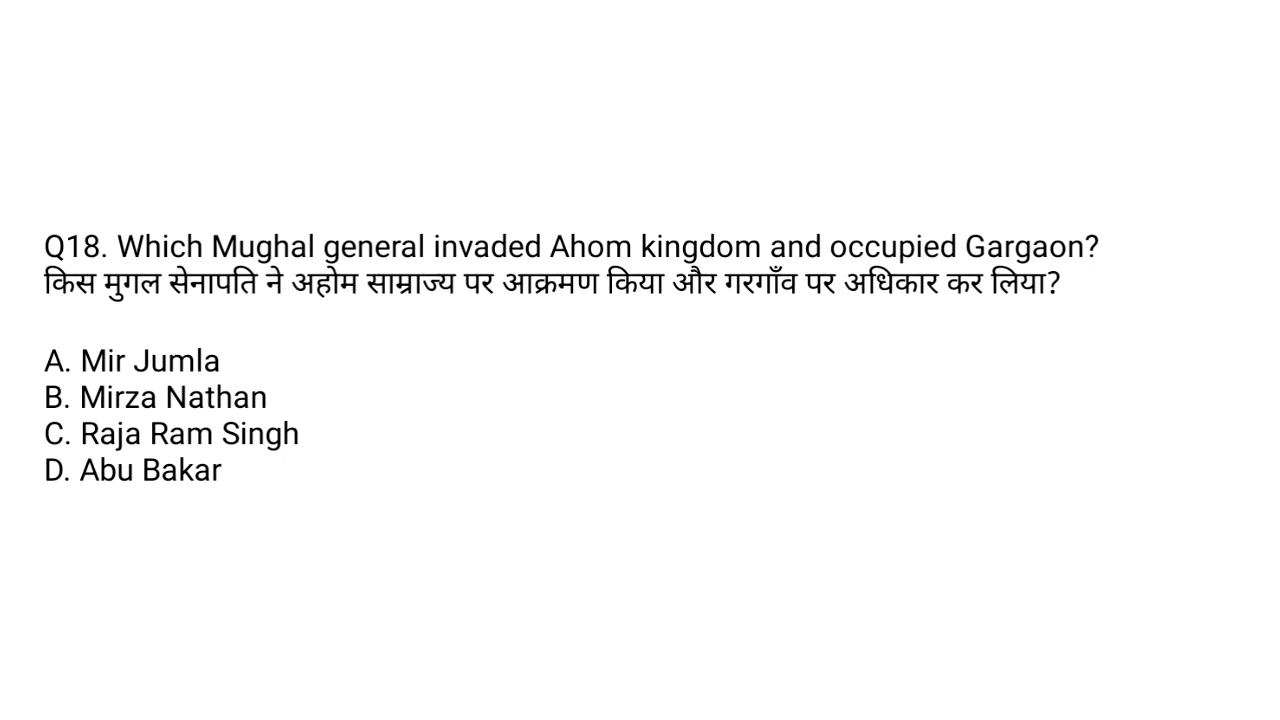 Q18. Which Mughal general invaded Ahom kingdom and occupied Gargaon?
किस मुगल सेनापति ने अहोम साम्राज्य पर आक्रमण किया और गरगाँव पर अधिकार कर लिया?
A. Mir Jumla
B. Mirza Nathan
C. Raja Ram Singh
D. Abu Bakar